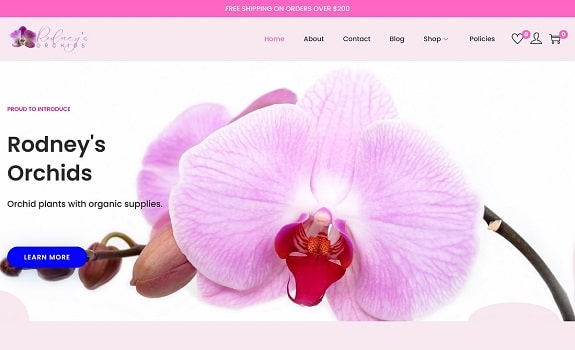 FREE SHIPPING ON ORDERS OVER $200
Rodney's
ORCHIDS
Home About Contact Blog Shop Policies 6 0
PROUD TO INTRODUCE
Rodney's
Orchids
Orchid plants with organic supplies.
LEARN MORE